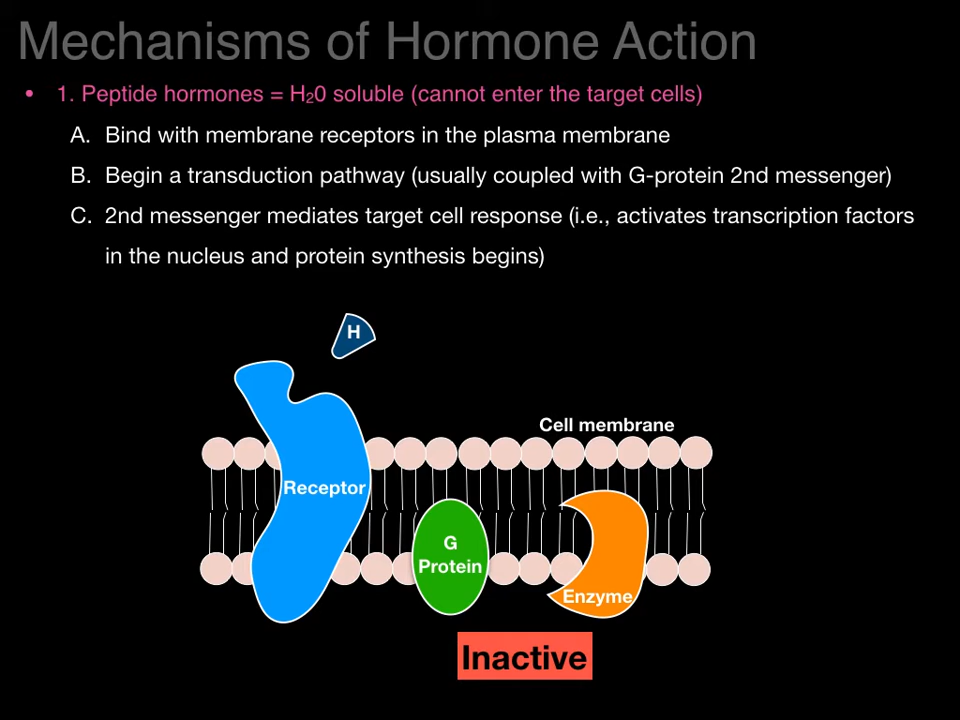 Mechanisms of Hormone Action
• 1. Peptide hormones = H₂0 soluble (cannot enter the target cells)
A. Bind with membrane receptors in the plasma membrane
B. Begin a transduction pathway (usually coupled with G-protein 2nd messenger)
C. 2nd messenger mediates target cell response (i.e., activates transcription factors
in the nucleus and protein synthesis begins)
H
Cell membrane
Receptor
G
Protein
Enzyme
Inactive